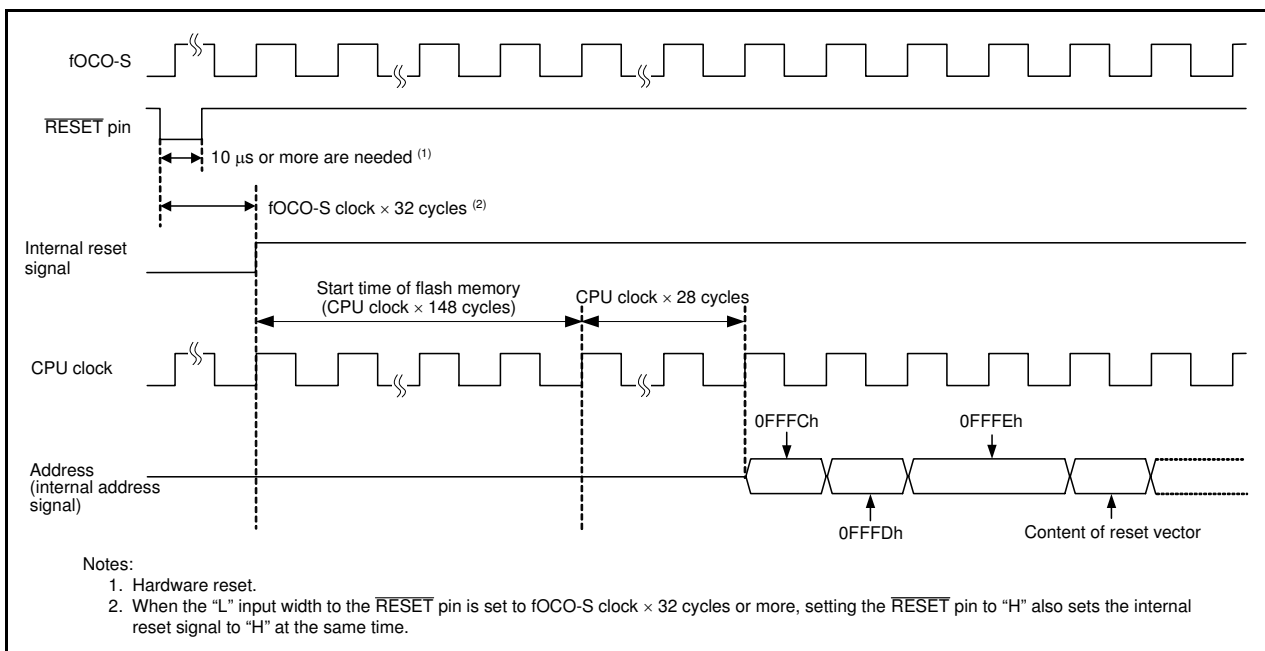 fOCO-S
RESET pin
10 μs or more are needed (1)
fOCO-S clock × 32 cycles (2)
Internal reset
signal
Start time of flash memory
(CPU clock × 148 cycles)
CPU clock × 28 cycles
CPU clock
0FFFCh
0FFFEh
Address
(internal address
signal)
0FFFDh
Content of reset vector
Notes:
1. Hardware reset.
2. When the “L” input width to the RESET pin is set to fOCO-S clock × 32 cycles or more, setting the RESET pin to “H” also sets the internal
reset signal to “H” at the same time.